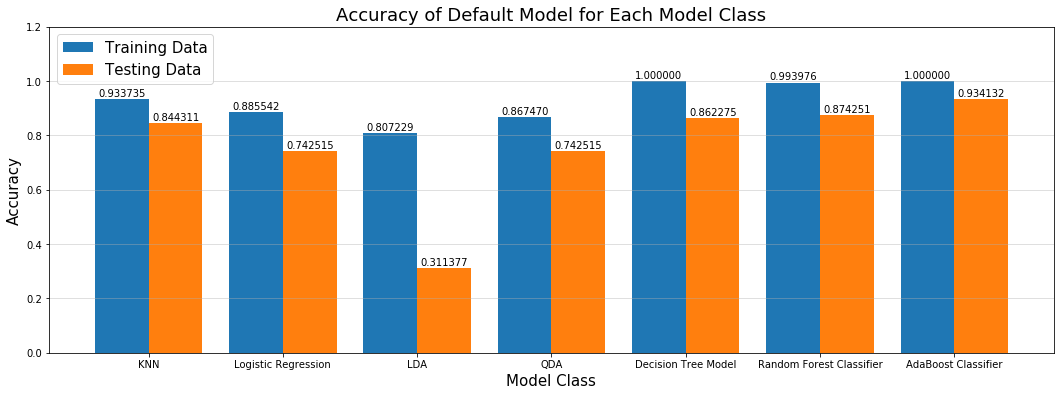 Accuracy of Default Model for Each Model Class
Training Data
Testing Data
Accuracy
1.2
1.0
0.8
0.6
0.4
0.2
0.0
0.933735
0.844311
0.885542
0.742515
0.807229
0.311377
0.867470
0.742515
1.000000
0.862275
0.993976
0.874251
1.000000
0.934132
KNN
Logistic Regression
LDA
QDA
Decision Tree Model
Random Forest Classifier
AdaBoost Classifier
Model Class